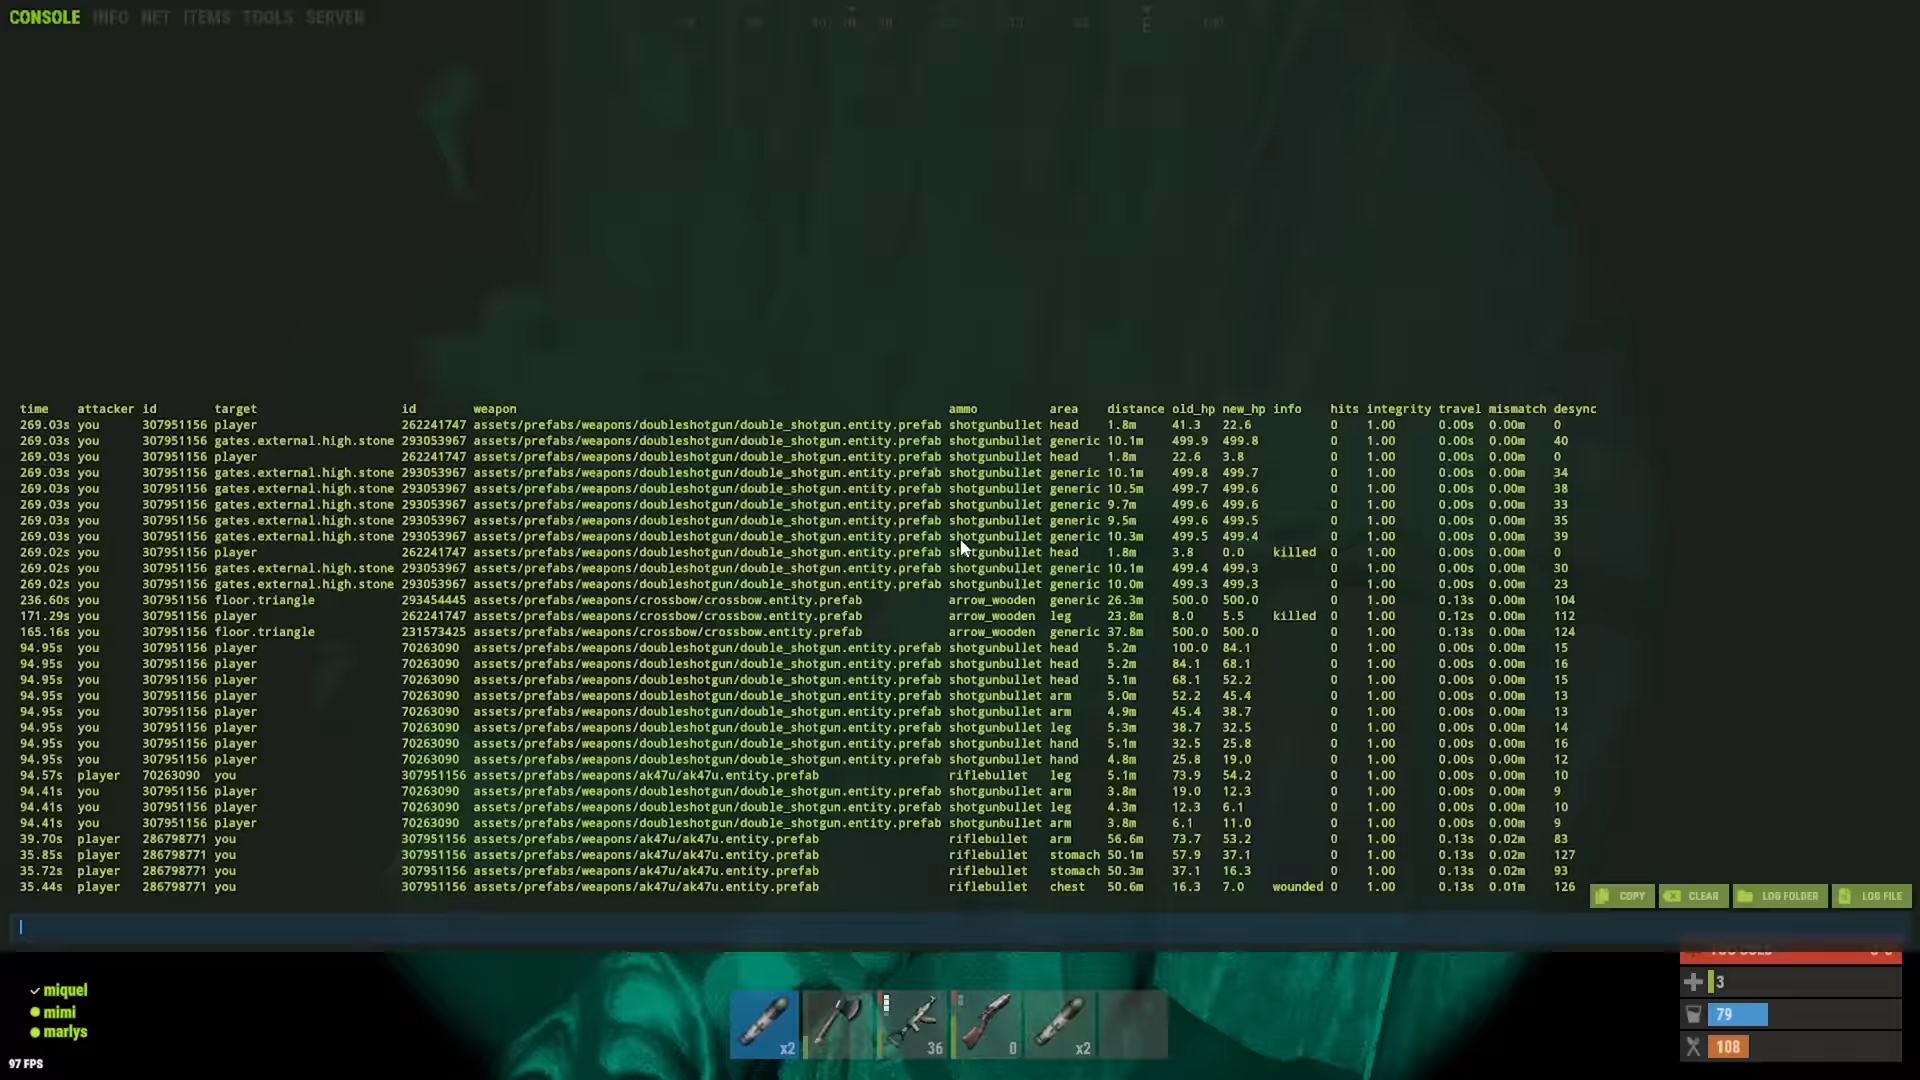 CONSOLE INFO NET ITEMS TOOLS SERVER
time attacker id target id weapon ammo area distance old_hp new_hp info hits integrity travel mismatch desync
269.03s you 307951156 player 262241747 assets/prefabs/weapons/doubleshotgun/double_shotgun.entity.prefab shotgunbullet head 1.8m 41.3 22.6 0 1.00 0.00s 0.00m 0
269.03s you 307951156 gates.external.high.stone 293053967 assets/prefabs/weapons/doubleshotgun/double_shotgun.entity.prefab shotgunbullet generic 10.1m 499.9 499.8 0 1.00 0.00s 0.00m 40
269.03s you 307951156 player 262241747 assets/prefabs/weapons/doubleshotgun/double_shotgun.entity.prefab shotgunbullet head 1.8m 22.6 3.8 0 1.00 0.00s 0.00m 0
269.03s you 307951156 gates.external.high.stone 293053967 assets/prefabs/weapons/doubleshotgun/double_shotgun.entity.prefab shotgunbullet generic 10.1m 499.8 499.7 0 1.00 0.00s 0.00m 34
269.03s you 307951156 gates.external.high.stone 293053967 assets/prefabs/weapons/doubleshotgun/double_shotgun.entity.prefab shotgunbullet generic 10.5m 499.7 499.6 0 1.00 0.00s 0.00m 38
269.03s you 307951156 gates.external.high.stone 293053967 assets/prefabs/weapons/doubleshotgun/double_shotgun.entity.prefab shotgunbullet generic 9.7m 499.6 499.6 0 1.00 0.00s 0.00m 33
269.03s you 307951156 gates.external.high.stone 293053967 assets/prefabs/weapons/doubleshotgun/double_shotgun.entity.prefab shotgunbullet generic 9.5m 499.6 499.5 0 1.00 0.00s 0.00m 35
269.03s you 307951156 gates.external.high.stone 293053967 assets/prefabs/weapons/doubleshotgun/double_shotgun.entity.prefab shotgunbullet generic 10.3m 499.5 499.4 0 1.00 0.00s 0.00m 39
269.02s you 307951156 player 262241747 assets/prefabs/weapons/doubleshotgun/double_shotgun.entity.prefab shotgunbullet head 1.8m 3.8 0.0 killed 0 1.00 0.00s 0.00m 0
269.02s you 307951156 gates.external.high.stone 293053967 assets/prefabs/weapons/doubleshotgun/double_shotgun.entity.prefab shotgunbullet generic 10.1m 499.4 499.3 0 1.00 0.00s 0.00m 30
269.02s you 307951156 gates.external.high.stone 293053967 assets/prefabs/weapons/doubleshotgun/double_shotgun.entity.prefab shotgunbullet generic 10.0m 499.3 499.3 0 1.00 0.00s 0.00m 23
236.60s you 307951156 floor.triangle 293454445 assets/prefabs/weapons/crossbow/crossbow.entity.prefab arrow_wooden generic 26.3m 500.0 500.0 0 1.00 0.13s 0.00m 104
171.29s you 307951156 player 262241747 assets/prefabs/weapons/crossbow/crossbow.entity.prefab arrow_wooden leg 23.8m 8.0 5.5 killed 0 1.00 0.12s 0.00m 112
165.16s you 307951156 floor.triangle 231573425 assets/prefabs/weapons/crossbow/crossbow.entity.prefab arrow_wooden generic 37.8m 500.0 500.0 0 1.00 0.13s 0.00m 124
94.95s you 307951156 player 70263090 assets/prefabs/weapons/doubleshotgun/double_shotgun.entity.prefab shotgunbullet head 5.2m 100.0 84.1 0 1.00 0.00s 0.00m 15
94.95s you 307951156 player 70263090 assets/prefabs/weapons/doubleshotgun/double_shotgun.entity.prefab shotgunbullet head 5.2m 84.1 68.1 0 1.00 0.00s 0.00m 16
94.95s you 307951156 player 70263090 assets/prefabs/weapons/doubleshotgun/double_shotgun.entity.prefab shotgunbullet head 5.1m 68.1 52.2 0 1.00 0.00s 0.00m 15
94.95s you 307951156 player 70263090 assets/prefabs/weapons/doubleshotgun/double_shotgun.entity.prefab shotgunbullet arm 5.0m 52.2 45.4 0 1.00 0.00s 0.00m 13
94.95s you 307951156 player 70263090 assets/prefabs/weapons/doubleshotgun/double_shotgun.entity.prefab shotgunbullet arm 4.9m 45.4 38.7 0 1.00 0.00s 0.00m 13
94.95s you 307951156 player 70263090 assets/prefabs/weapons/doubleshotgun/double_shotgun.entity.prefab shotgunbullet leg 5.3m 38.7 32.5 0 1.00 0.00s 0.00m 14
94.95s you 307951156 player 70263090 assets/prefabs/weapons/doubleshotgun/double_shotgun.entity.prefab shotgunbullet hand 5.1m 32.5 25.8 0 1.00 0.00s 0.00m 16
94.95s you 307951156 player 70263090 assets/prefabs/weapons/doubleshotgun/double_shotgun.entity.prefab shotgunbullet hand 4.8m 25.8 19.0 0 1.00 0.00s 0.00m 12
94.57s player 70263090 you 307951156 assets/prefabs/weapons/ak47u/ak47u.entity.prefab riflebullet leg 5.1m 73.9 54.2 0 1.00 0.00s 0.00m 10
94.41s you 307951156 player 70263090 assets/prefabs/weapons/doubleshotgun/double_shotgun.entity.prefab shotgunbullet arm 3.8m 19.0 12.3 0 1.00 0.00s 0.00m 9
94.41s you 307951156 player 70263090 assets/prefabs/weapons/doubleshotgun/double_shotgun.entity.prefab shotgunbullet leg 4.3m 12.3 6.1 0 1.00 0.00s 0.00m 10
94.41s you 307951156 player 70263090 assets/prefabs/weapons/doubleshotgun/double_shotgun.entity.prefab shotgunbullet arm 3.8m 6.1 11.0 0 1.00 0.00s 0.00m 9
39.70s player 286798771 you 307951156 assets/prefabs/weapons/ak47u/ak47u.entity.prefab riflebullet arm 56.6m 73.7 53.2 0 1.00 0.13s 0.02m 83
35.85s player 286798771 you 307951156 assets/prefabs/weapons/ak47u/ak47u.entity.prefab riflebullet stomach 50.1m 57.9 37.1 0 1.00 0.13s 0.02m 127
35.72s player 286798771 you 307951156 assets/prefabs/weapons/ak47u/ak47u.entity.prefab riflebullet stomach 50.3m 37.1 16.3 0 1.00 0.13s 0.02m 93
35.44s player 286798771 you 307951156 assets/prefabs/weapons/ak47u/ak47u.entity.prefab riflebullet chest 50.6m 16.3 7.0 wounded 0 1.00 0.13s 0.01m 126
COPY CLEAR LOG FOLDER LOG FILE
miquel
mimi
marlys
97 FPS
x2 36 0 x2
3
79
108